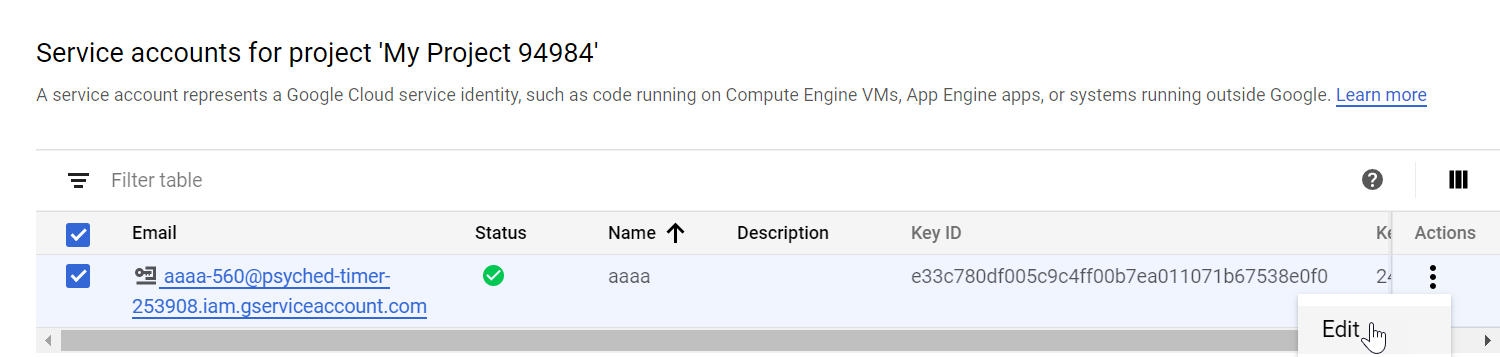 Service accounts for project 'My Project 94984'
A service account represents a Google Cloud service identity, such as code running on Compute Engine VMs, App Engine apps, or systems running outside Google. Learn more
Filter table
Email Status Name Description Key ID Actions
aaaa-560@psyched-timer- aaaa e33c780df005c9c4ff00b7ea011071b67538e0f0
253908.iam.gserviceaccount.com
Edit